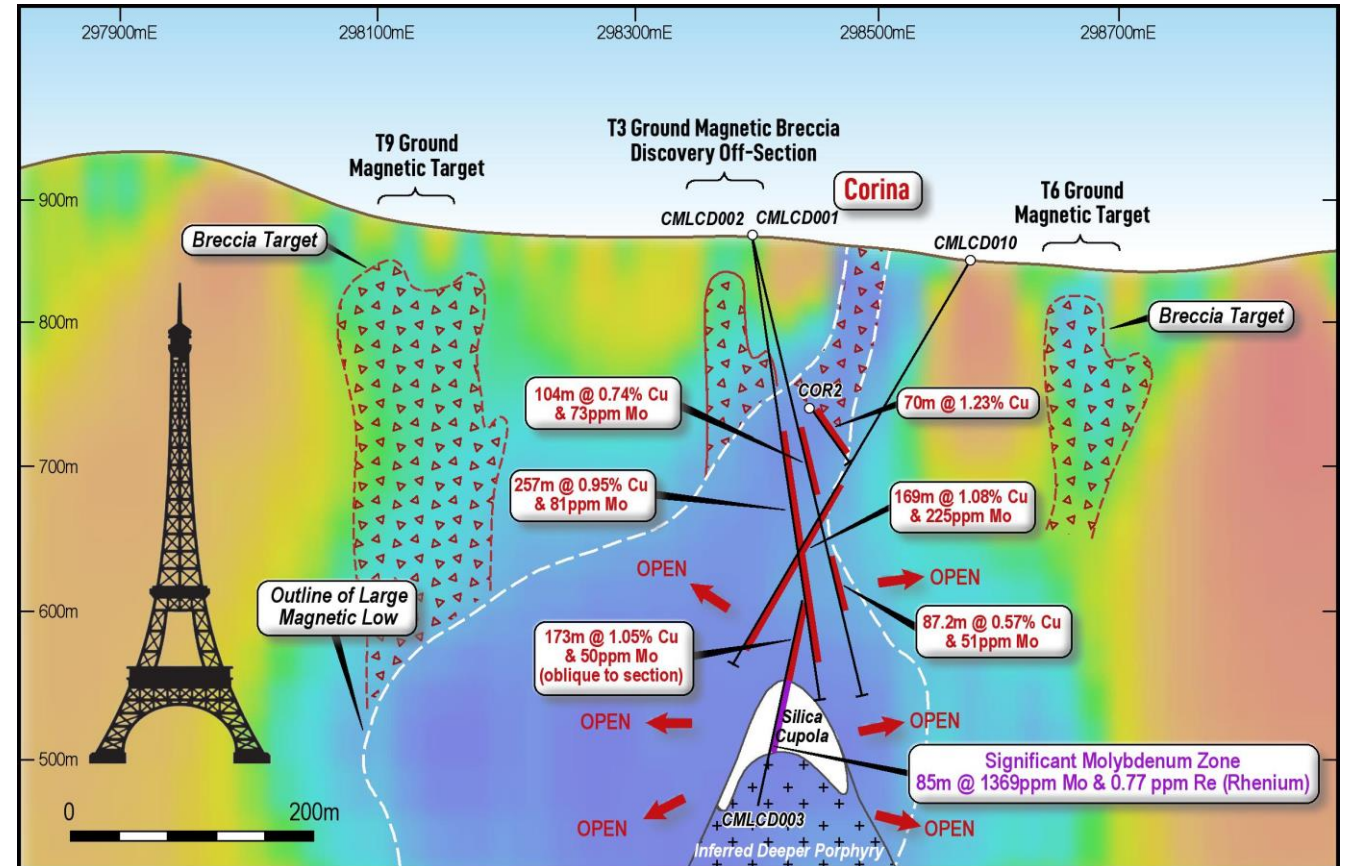 297900mE
298100mE
298300mE
298500mE
298700mE
T9 Ground
Magnetic Target
T3 Ground Magnetic Breccia
Discovery Off-Section
Corina
T6 Ground
Magnetic Target
900m
CMLCD002
CMLCD001
CMLCD010
Breccia Target
800m
Breccia Target
COR2
104m @ 0.74% Cu
& 73ppm Mo
70m @ 1.23% Cu
700m
257m @ 0.95% Cu
& 81ppm Mo
169m @ 1.08% Cu
& 225ppm Mo
OPEN
OPEN
600m
Outline of Large
Magnetic Low
87.2m @ 0.57% Cu
& 51ppm Mo
173m @ 1.05% Cu
& 50ppm Mo
(oblique to section)
OPEN
Silica
Cupola
OPEN
500m
Significant Molybdenum Zone
85m @ 1369ppm Mo & 0.77 ppm Re (Rhenium)
0
200m
OPEN
CMLCD003
OPEN
Inferred Deeper Porphyry